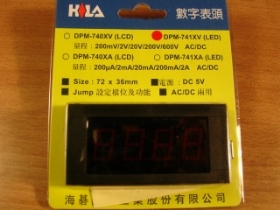 HILA 數字表頭
DPM-740XV (LCD) DPM-741XV (LED)
量程：200mV/2V/20V/200V/600V AC/DC
DPM-740XA (LCD) DPM-741XA (LED)
量程：200μA/2mA/20mA/200mA/2A AC/DC
Size：72 x 36mm 電源：DC 5V
Jump 設定檔位及功能 AC/DC 兩用
海碁 業股份有限公司